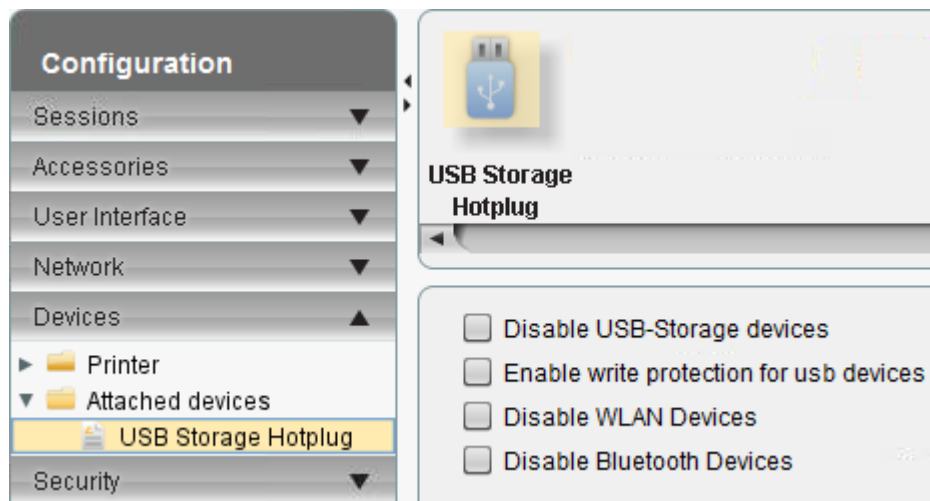 Configuration
Sessions
Accessories
User Interface
Network
Devices
Printer
Attached devices
USB Storage Hotplug
Security
USB Storage
Hotplug
Disable USB-Storage devices
Enable write protection for usb devices
Disable WLAN Devices
Disable Bluetooth Devices